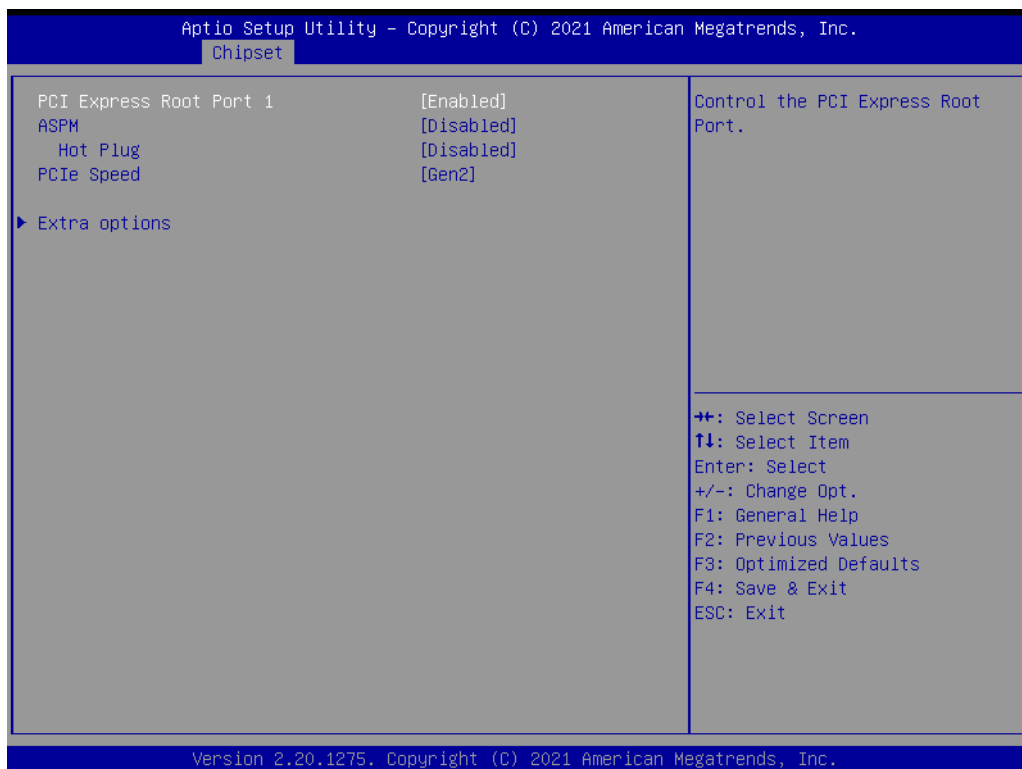 Aptio Setup Utility – Copyright (C) 2021 American Megatrends, Inc.
Chipset
PCI Express Root Port 1 [Enabled]
ASPM [Disabled]
Hot Plug [Disabled]
PCIe Speed [Gen2]
Extra options
Control the PCI Express Root
Port.
→←: Select Screen
↑↓: Select Item
Enter: Select
+/-: Change Opt.
F1: General Help
F2: Previous Values
F3: Optimized Defaults
F4: Save & Exit
ESC: Exit
Version 2.20.1275. Copyright (C) 2021 American Megatrends, Inc.